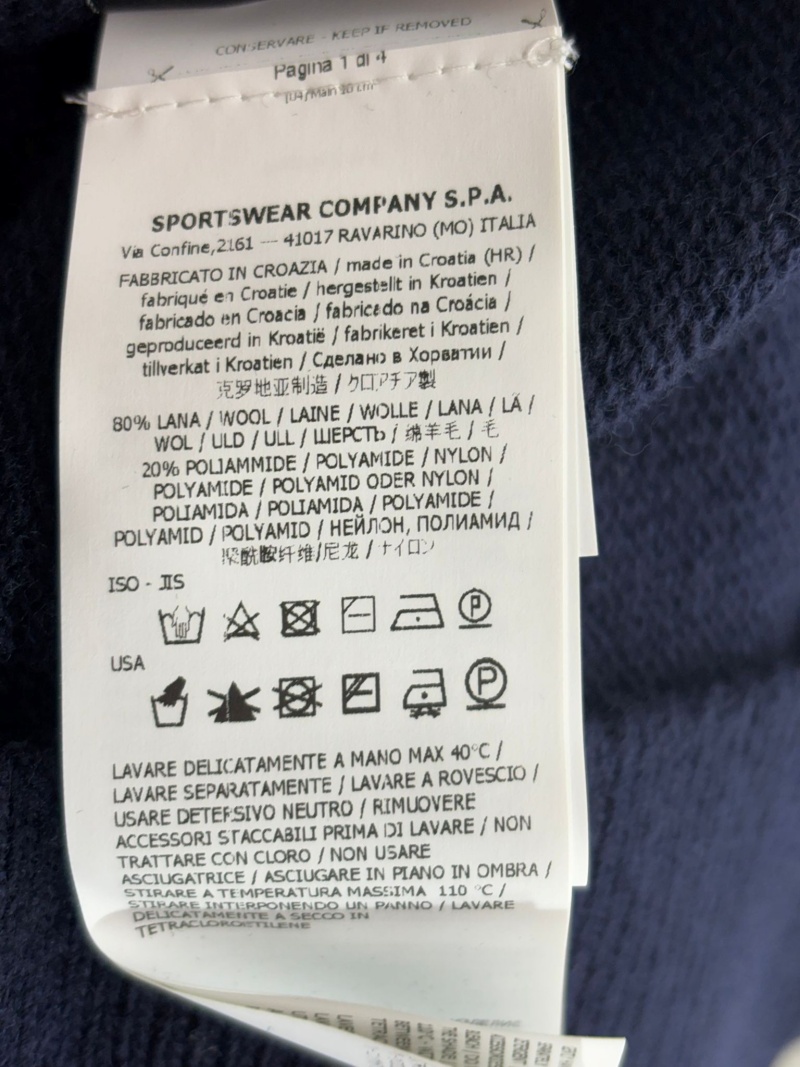 CONSERVARE - KEEP IF REMOVED
Pagina 1 di 4
SPORTSWEAR COMPANY S.P.A.
Via Confine,2161 — 41017 RAVARINO (MO) ITALIA
FABBRICATO IN CROAZIA / made in Croatia (HR) /
fabriqué en Croatie / hergestellt in Kroatien /
fabricado en Croacia / fabricado na Croácia /
geproduceerd in Kroatië / fabrikeret i Kroatien /
tillverkat i Kroatien / Сделано в Хорватии /
克罗地亚制造 / クロアチア製
80% LANA / WOOL / LAINE / WOLLE / LANA / LÃ /
WOL / ULD / ULL / ШЕРСТЬ / 绵羊毛 / 毛
20% POLIAMMIDE / POLYAMIDE / NYLON /
POLYAMIDE / POLYAMID ODER NYLON /
POLIAMIDA / POLIAMIDA / POLYAMIDE /
POLYAMID / POLYAMID / НЕЙЛОН, ПОЛИАМИД /
聚酰胺纤维/尼龙 / ナイロン
ISO - JIS
P
USA
P
LAVARE DELICATAMENTE A MANO MAX 40°C /
LAVARE SEPARATAMENTE / LAVARE A ROVESCIO /
USARE DETERSIVO NEUTRO / RIMUOVERE
ACCESSORI STACCABILI PRIMA DI LAVARE / NON
TRATTARE CON CLORO / NON USARE
ASCIUGATRICE / ASCIUGARE IN PIANO IN OMBRA /
STIRARE A TEMPERATURA MASSIMA 110 °C /
STIRARE INTERPONENDO UN PANNO / LAVARE
DELICATAMENTE A SECCO IN
TETRACLOROETILENE